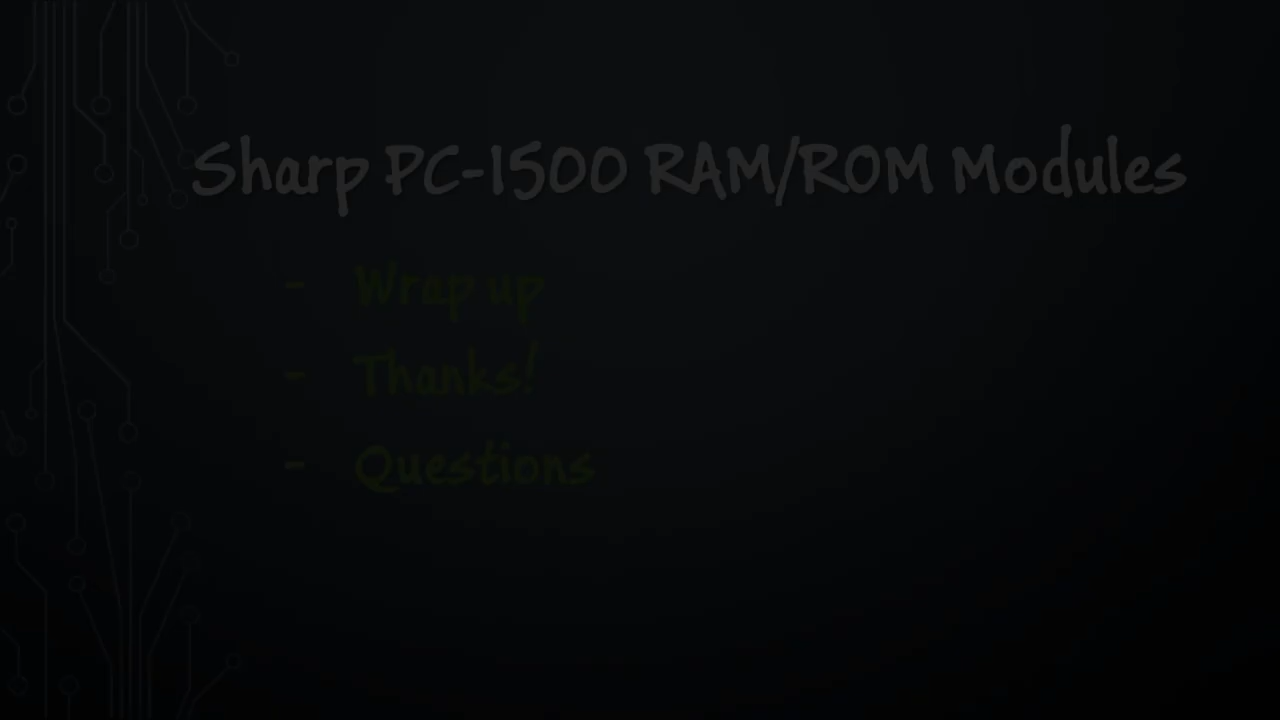 Sharp PC-1500 RAM/ROM Modules
- Wrap up
- Thanks!
- Questions